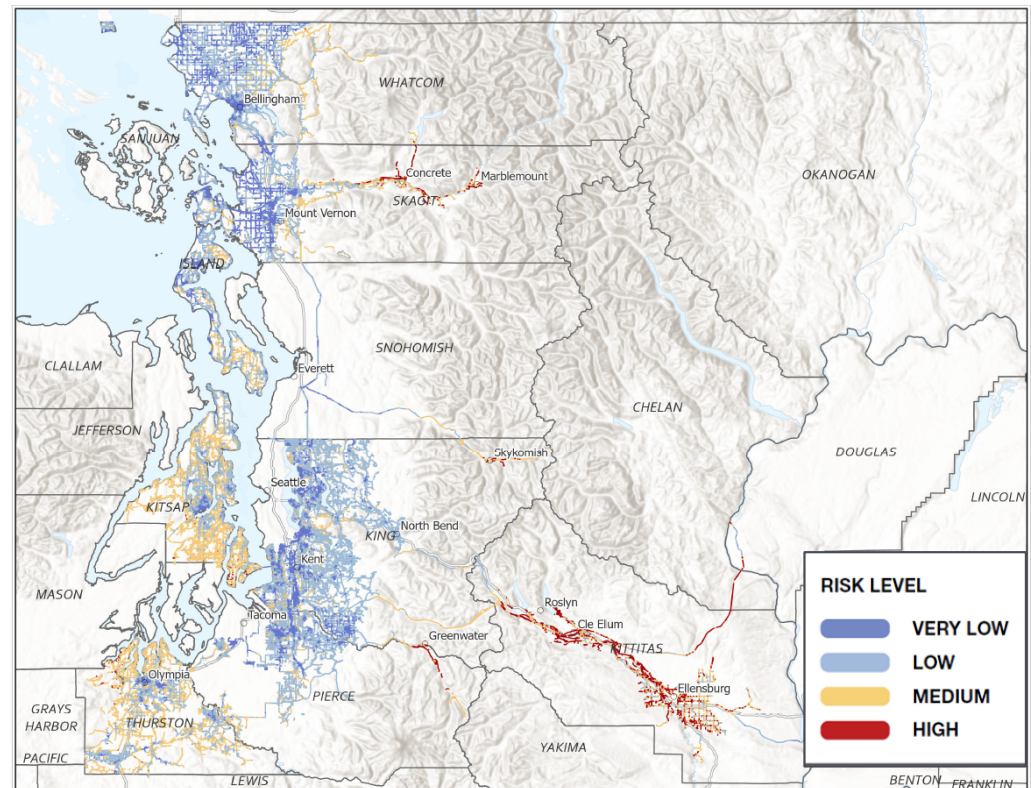 WHATCOM
Bellingham
SANJUAN
OKANOGAN
Concrete
Marblemount
SKAGIT
Mount Vernon
ISLAND
SNOHOMISH
CLALLAM
Everett
CHELAN
JEFFERSON
DOUGLAS
Skykomish
Seattle
LINCOLN
KITSAP
North Bend
KING
Kent
RISK LEVEL
MASON
Roslyn
Tacoma
Cle Elum
VERY LOW
Greenwater
KITTITAS
LOW
Olympia
Ellensburg
PIERCE
MEDIUM
GRAYS
HARBOR
THURSTON
HIGH
YAKIMA
PACIFIC
LEWIS
BENTON
FRANKLIN